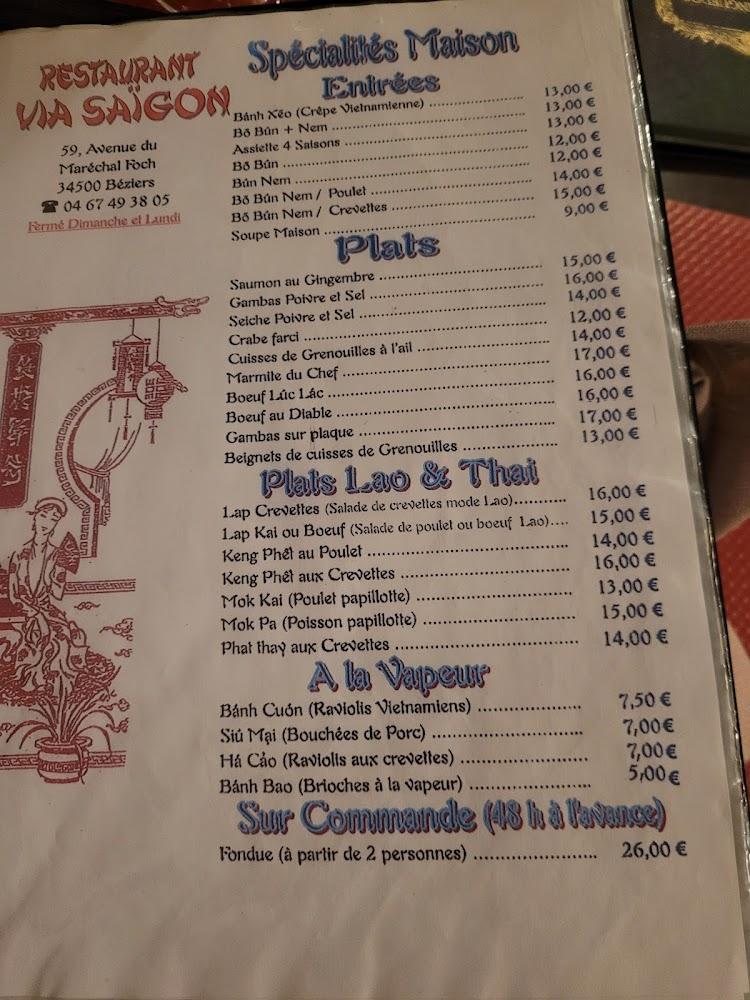 RESTAURANT
VIA SAÏGON
59, Avenue du
Maréchal Foch
34500 Béziers
☎ 04 67 49 38 05
Fermé Dimanche et Lundi
Spécialités Maison
Entrées
Bánh Xèo (Crêpe Vietnamienne) ........................ 13,00 €
Bò Bún + Nem ........................ 13,00 €
Assiette 4 Saisons ........................ 13,00 €
Bò Bún ........................ 12,00 €
Bún Nem ........................ 12,00 €
Bò Bún Nem / Poulet ........................ 14,00 €
Bò Bún Nem / Crevettes ........................ 15,00 €
Soupe Maison ........................ 9,00 €
Plats
Saumon au Gingembre ........................ 15,00 €
Gambas Poivre et Sel ........................ 16,00 €
Seiche Poivre et Sel ........................ 14,00 €
Crabe farci ........................ 12,00 €
Cuisses de Grenouilles à l'ail ........................ 14,00 €
Marmite du Chef ........................ 17,00 €
Boeuf Lúc Lác ........................ 16,00 €
Boeuf au Diable ........................ 16,00 €
Gambas sur plaque ........................ 17,00 €
Beignets de cuisses de Grenouilles ................ 13,00 €
Plats Lao & Thai
Lap Crevettes (Salade de crevettes mode Lao)........... 16,00 €
Lap Kai ou Boeuf (Salade de poulet ou boeuf Lao).... 15,00 €
Keng Phêt au Poulet ........................ 14,00 €
Keng Phêt aux Crevettes ........................ 16,00 €
Mok Kai (Poulet papillotte) ........................ 13,00 €
Mok Pa (Poisson papillotte) ........................ 15,00 €
Phat thay aux Crevettes ........................ 14,00 €
A la Vapeur
Bánh Cuón (Raviolis Vietnamiens) ..................... 7,50 €
Siú Mại (Bouchées de Porc) ........................ 7,00€
Há Cảo (Raviolis aux crevettes) ........................ 7,00€
Bánh Bao (Brioches à la vapeur) ........................ 5,00€
Sur Commande (48 h à l'avance)
Fondue (à partir de 2 personnes) ........................ 26,00 €